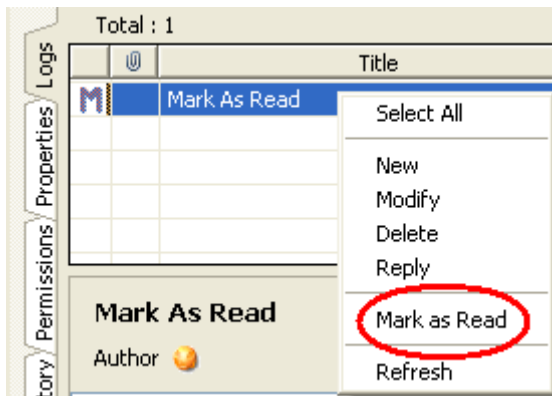 Total : 1
Title
Mark As Read
Select All
New
Modify
Delete
Reply
Mark as Read
Refresh
Mark As Read
Author
Logs
Properties
Permissions
tory